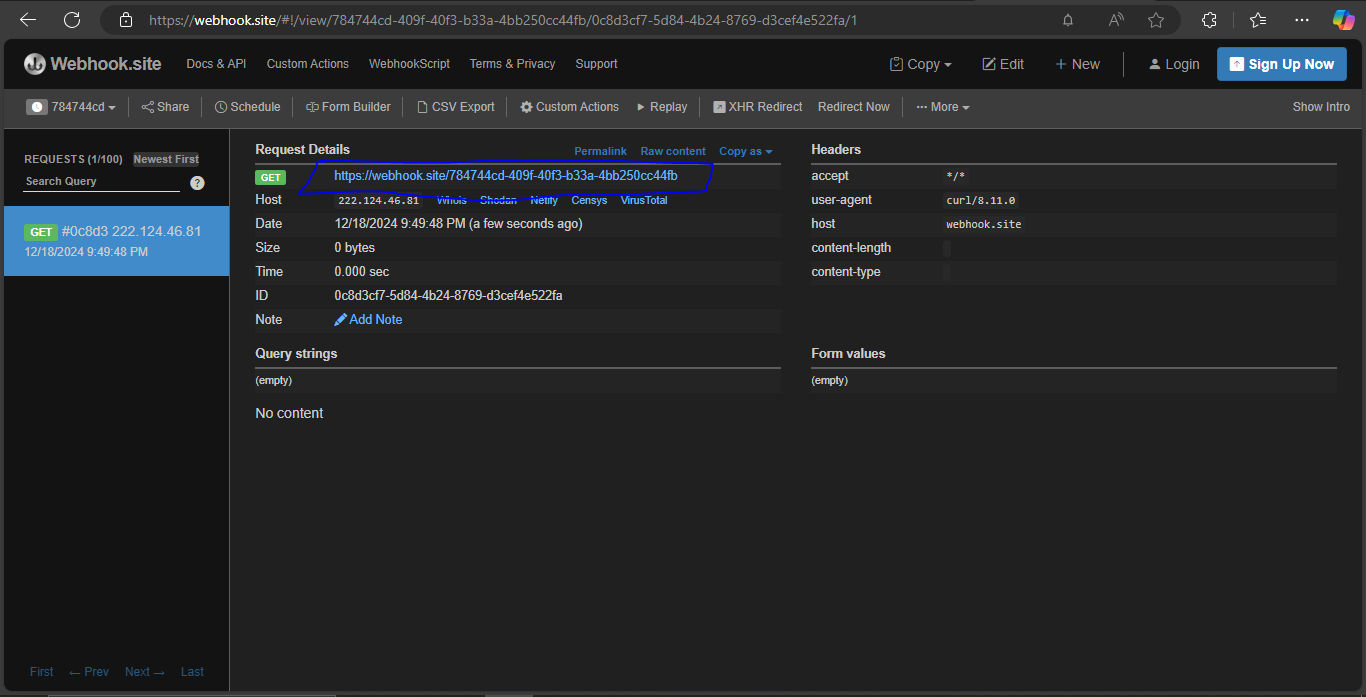 https://webhook.site/#!/view/784744cd-409f-40f3-b33a-4bb250cc44fb/0c8d3cf7-5d84-4b24-8769-d3cef4e522fa/1
Webhook.site Docs & API Custom Actions WebhookScript Terms & Privacy Support Copy Edit + New Login Sign Up Now
784744cd Share Schedule Form Builder CSV Export Custom Actions Replay XHR Redirect Redirect Now ··· More Show Intro
REQUESTS (1/100) Newest First
Search Query ?
GET #0c8d3 222.124.46.81
12/18/2024 9:49:48 PM
First ← Prev Next → Last
Request Details Permalink Raw content Copy as
GET https://webhook.site/784744cd-409f-40f3-b33a-4bb250cc44fb
Host 222.124.46.81 Whois Shodan Netify Censys VirusTotal
Date 12/18/2024 9:49:48 PM (a few seconds ago)
Size 0 bytes
Time 0.000 sec
ID 0c8d3cf7-5d84-4b24-8769-d3cef4e522fa
Note Add Note
Query strings
(empty)
No content
Headers
accept */*
user-agent curl/8.11.0
host webhook.site
content-length
content-type
Form values
(empty)